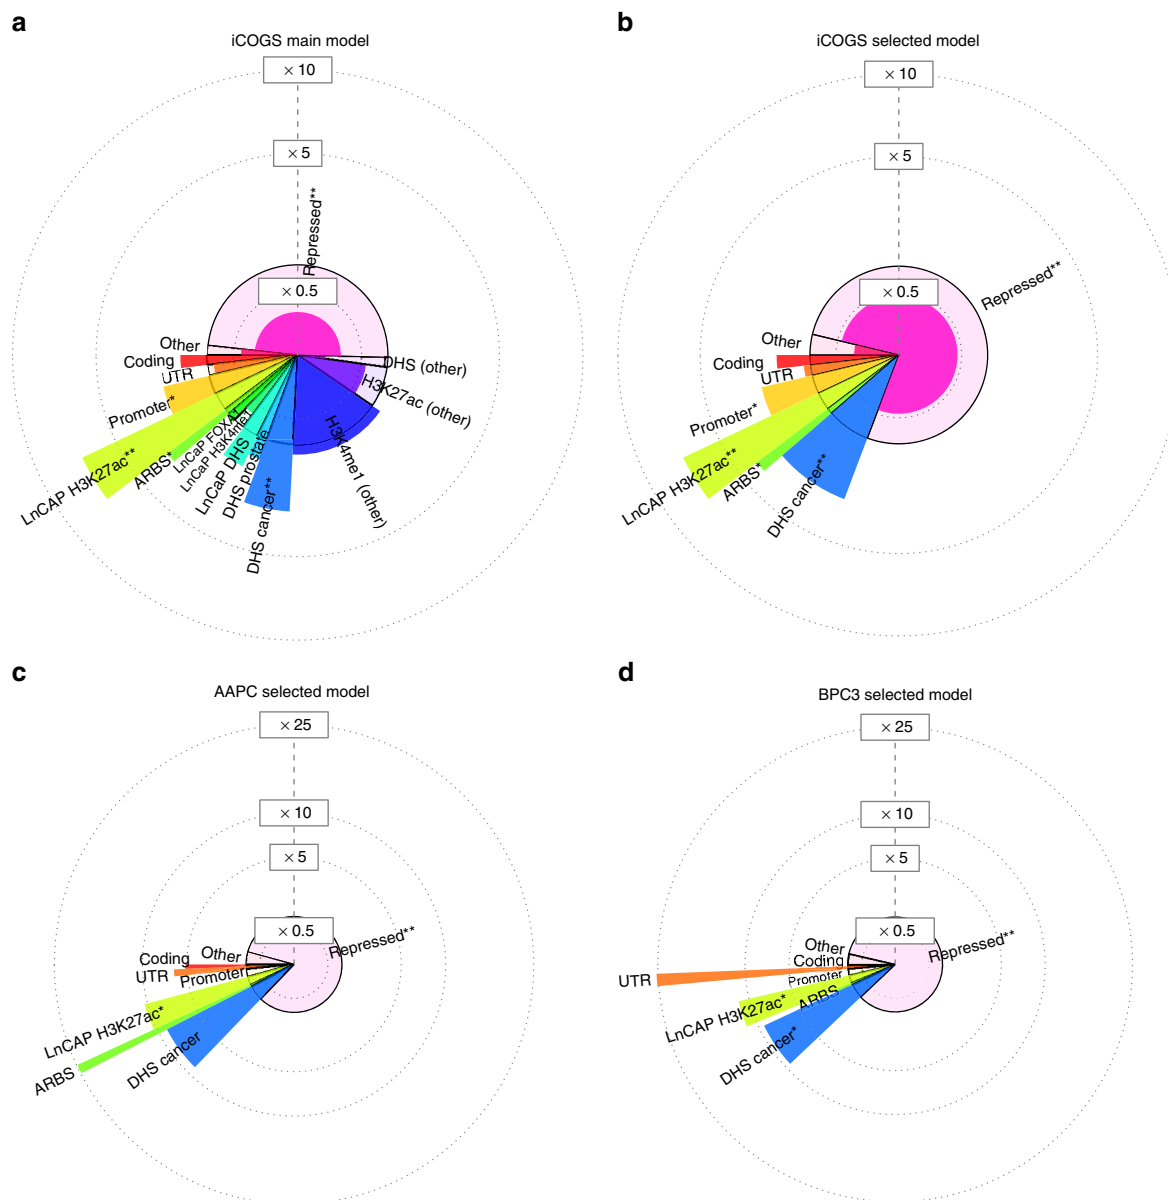 a
iCOGS main model
× 10
× 5
Repressed**
× 0.5
Other
Coding
UTR
Promoter*
LnCAP H3K27ac**
ARBS*
LnCaP FOXA1
LnCaP H3K4me1
LnCaP DHS
DHS prostate
DHS cancer**
H3K4me1 (other)
H3K27ac (other)
DHS (other)
b
iCOGS selected model
× 10
× 5
Repressed**
× 0.5
Other
Coding
UTR
Promoter*
LnCAP H3K27ac**
ARBS*
DHS cancer**
c
AAPC selected model
× 25
× 10
× 5
× 0.5
Repressed**
Other
Coding
UTR
Promoter
LnCAP H3K27ac*
ARBS
DHS cancer
d
BPC3 selected model
× 25
× 10
× 5
× 0.5
Repressed**
Other
Coding
Promoter
UTR
ARBS
LnCAP H3K27ac*
DHS cancer*